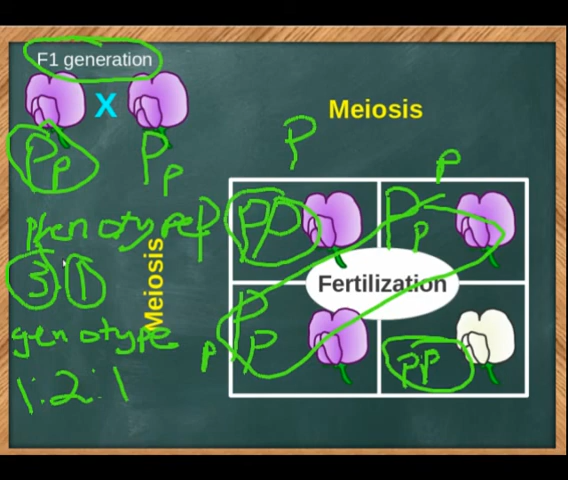 F1 generation
X
Meiosis
Pp
Pp
P
p
phenotype
P
PP
Pp
3:1
Meiosis
Fertilization
genotype
p
Pp
pp
1:2:1